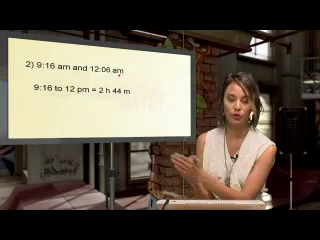 2) 9:16 am and 12:06 am
9:16 to 12 pm = 2 h 44 m